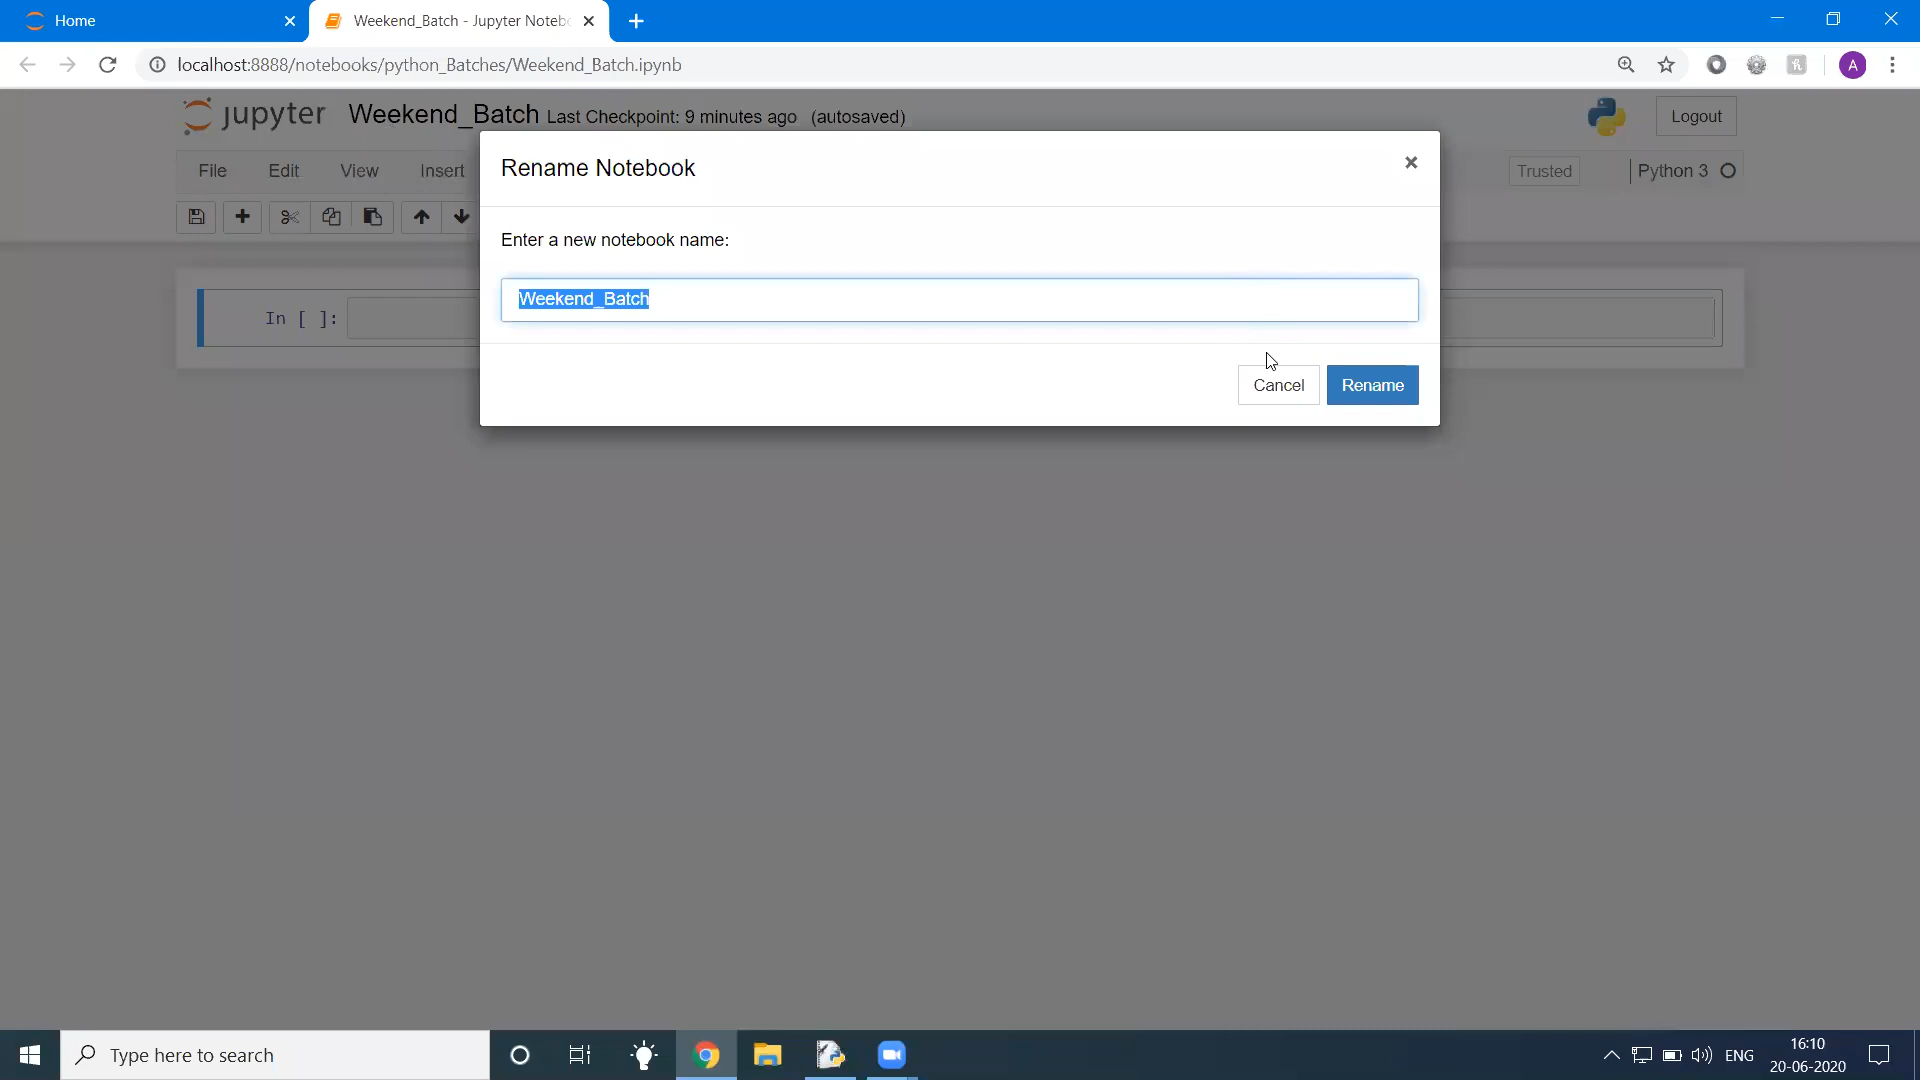 Home
Weekend_Batch - Jupyter Noteb
localhost:8888/notebooks/python_Batches/Weekend_Batch.ipynb
A
jupyter Weekend_Batch Last Checkpoint: 9 minutes ago (autosaved)
Logout
File Edit View Insert
Trusted
Python 3
Rename Notebook
Enter a new notebook name:
Weekend_Batch
In [ ]:
Cancel Rename
Type here to search
ENG
16:10
20-06-2020